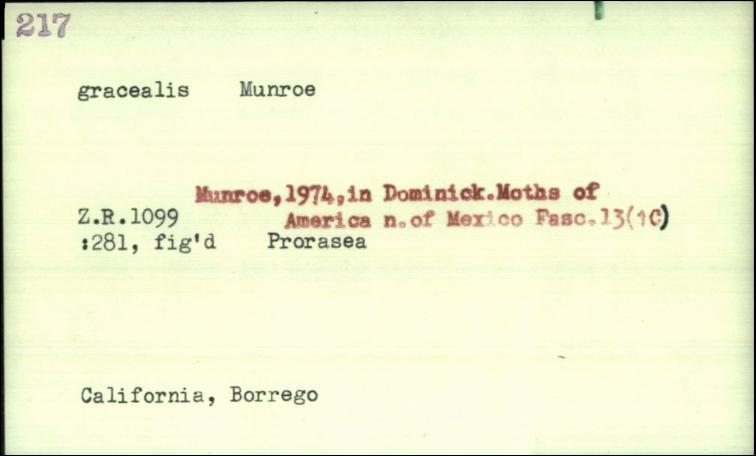 217
gracealis Munroe
Munroe,1974,in Dominick.Moths of
Z.R.1099 America n.of Mexico Fasc.13(1C)
:281, fig'd Prorasea
California, Borrego